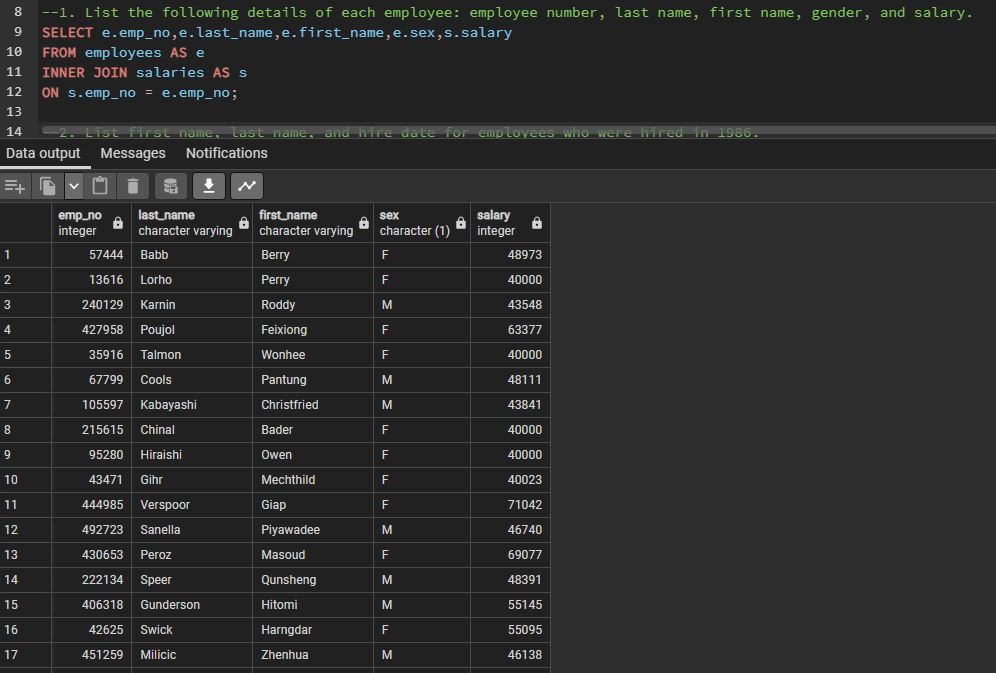 8 --1. List the following details of each employee: employee number, last name, first name, gender, and salary.
9 SELECT e.emp_no,e.last_name,e.first_name,e.sex,s.salary
10 FROM employees AS e
11 INNER JOIN salaries AS s
12 ON s.emp_no = e.emp_no;
13
14 --2. List first name, last name, and hire date for employees who were hired in 1986.
Data output Messages Notifications
emp_no last_name first_name sex salary
integer character varying character varying character (1) integer
1 57444 Babb Berry F 48973
2 13616 Lorho Perry F 40000
3 240129 Karnin Roddy M 43548
4 427958 Poujol Feixiong F 63377
5 35916 Talmon Wonhee F 40000
6 67799 Cools Pantung M 48111
7 105597 Kabayashi Christfried M 43841
8 215615 Chinal Bader F 40000
9 95280 Hiraishi Owen F 40000
10 43471 Gihr Mechthild F 40023
11 444985 Verspoor Giap F 71042
12 492723 Sanella Piyawadee M 46740
13 430653 Peroz Masoud F 69077
14 222134 Speer Qunsheng M 48391
15 406318 Gunderson Hitomi M 55145
16 42625 Swick Harngdar F 55095
17 451259 Milicic Zhenhua M 46138